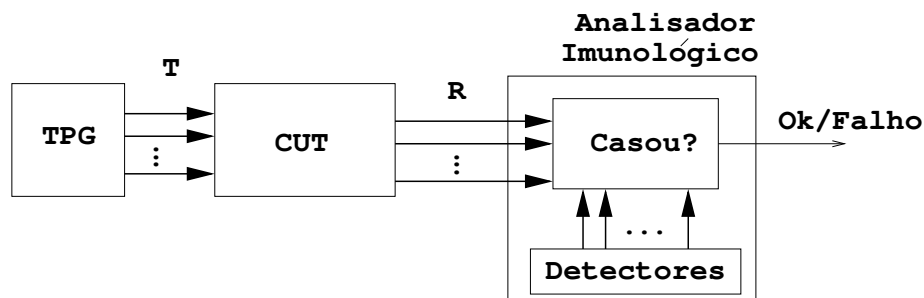 Analisador
Imunológico
T
R
TPG
CUT
Casou?
Ok/Falho
...
...
...
Detectores